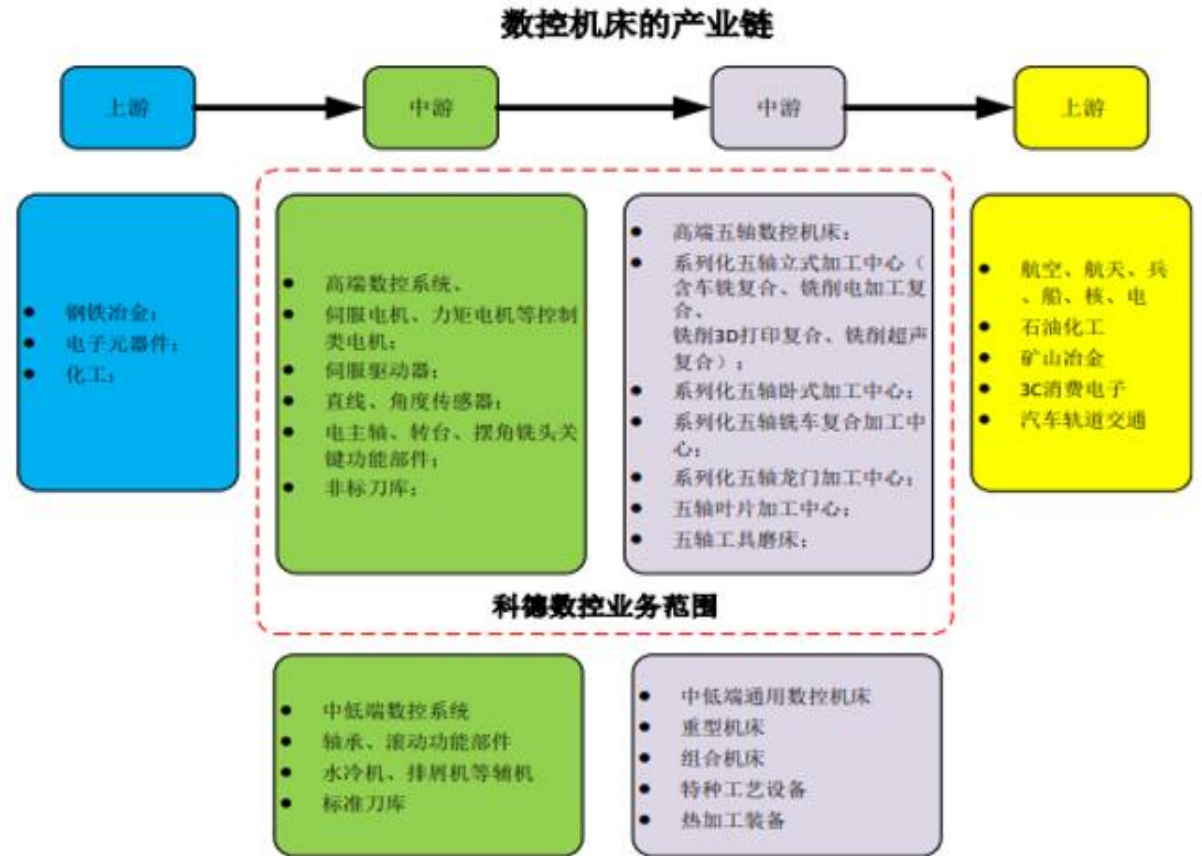 数控机床的产业链
上游
中游
中游
上游
钢铁冶金；
电子元器件；
化工；
高端数控系统、
伺服电机、力矩电机等控制
类电机；
伺服驱动器；
直线、角度传感器；
电主轴、转台、摆角铣头关
键功能部件；
非标刀库；
高端五轴数控机床：
系列化五轴立式加工中心（
含车铣复合、铣削电加工复
合、
铣削3D打印复合、铣削超声
复合）；
系列化五轴卧式加工中心；
系列化五轴铣车复合加工中
心；
系列化五轴龙门加工中心；
五轴叶片加工中心；
五轴工具磨床；
航空、航天、兵
、船、核、电
石油化工
矿山冶金
3C消费电子
汽车轨道交通
科德数控业务范围
中低端数控系统
轴承、滚动功能部件
水冷机、排屑机等辅机
标准刀库
中低端通用数控机床
重型机床
组合机床
特种工艺设备
热加工装备